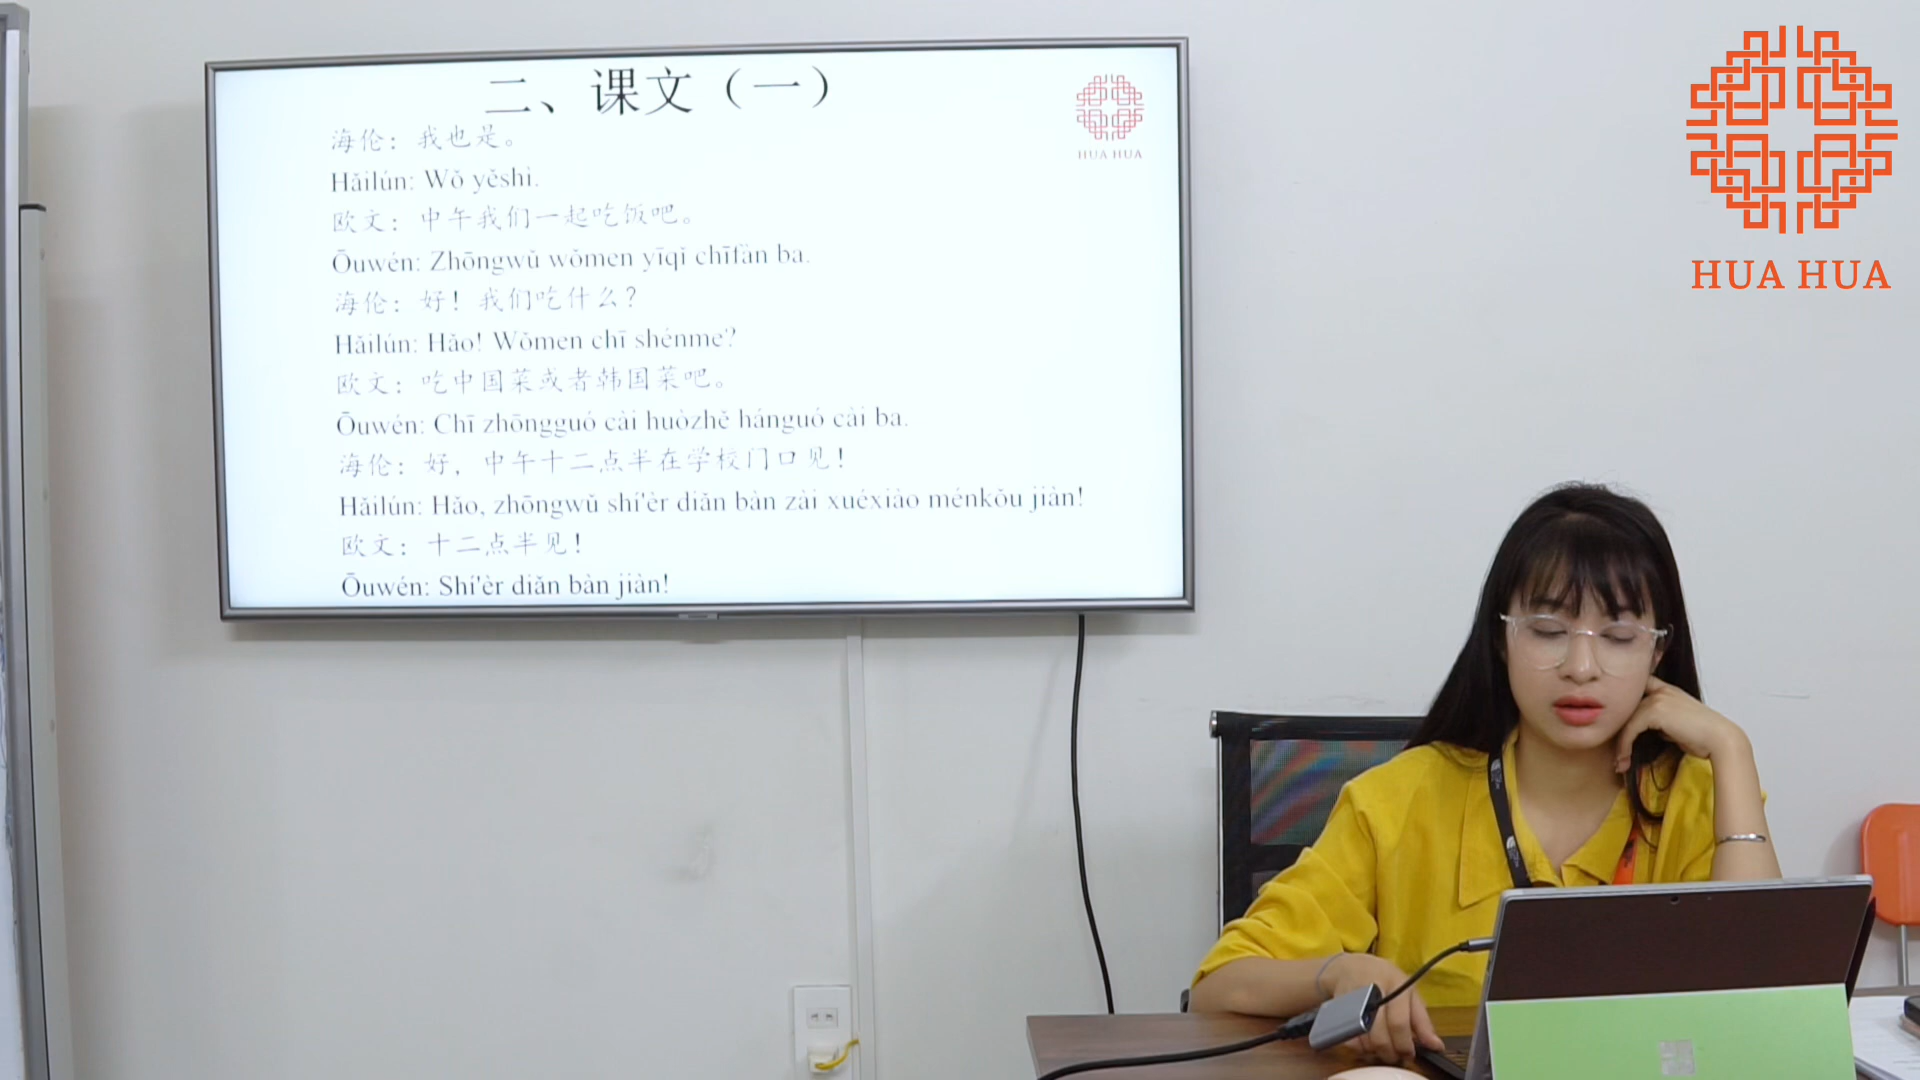 二、课文（一）
HUA HUA
海伦：我也是。
Hǎilún: Wǒ yěshì.
欧文：中午我们一起吃饭吧。
Ōuwén: Zhōngwǔ wǒmen yīqǐ chīfàn ba.
海伦：好！我们吃什么？
Hǎilún: Hǎo! Wǒmen chī shénme?
欧文：吃中国菜或者韩国菜吧。
Ōuwén: Chī zhōngguó cài huòzhě hánguó cài ba.
海伦：好，中午十二点半在学校门口见！
Hǎilún: Hǎo, zhōngwǔ shí'èr diǎn bàn zài xuéxiào ménkǒu jiàn!
欧文：十二点半见！
Ōuwén: Shí'èr diǎn bàn jiàn!
HUA HUA